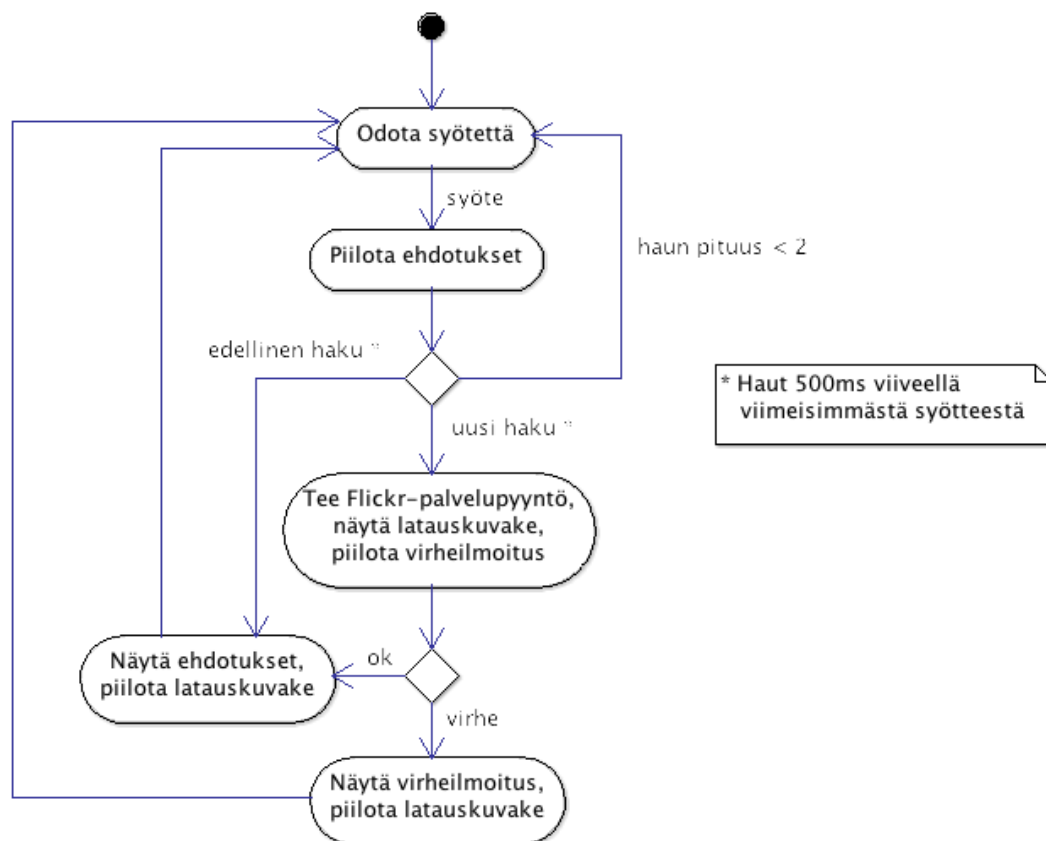 Odota syötettä
syöte
Piilota ehdotukset
haun pituus < 2
edellinen haku *
uusi haku *
* Haut 500ms viiveellä
viimeisimmästä syötteestä
Tee Flickr-palvelupyyntö,
näytä latauskuvake,
piilota virheilmoitus
Näytä ehdotukset,
piilota latauskuvake
ok
virhe
Näytä virheilmoitus,
piilota latauskuvake